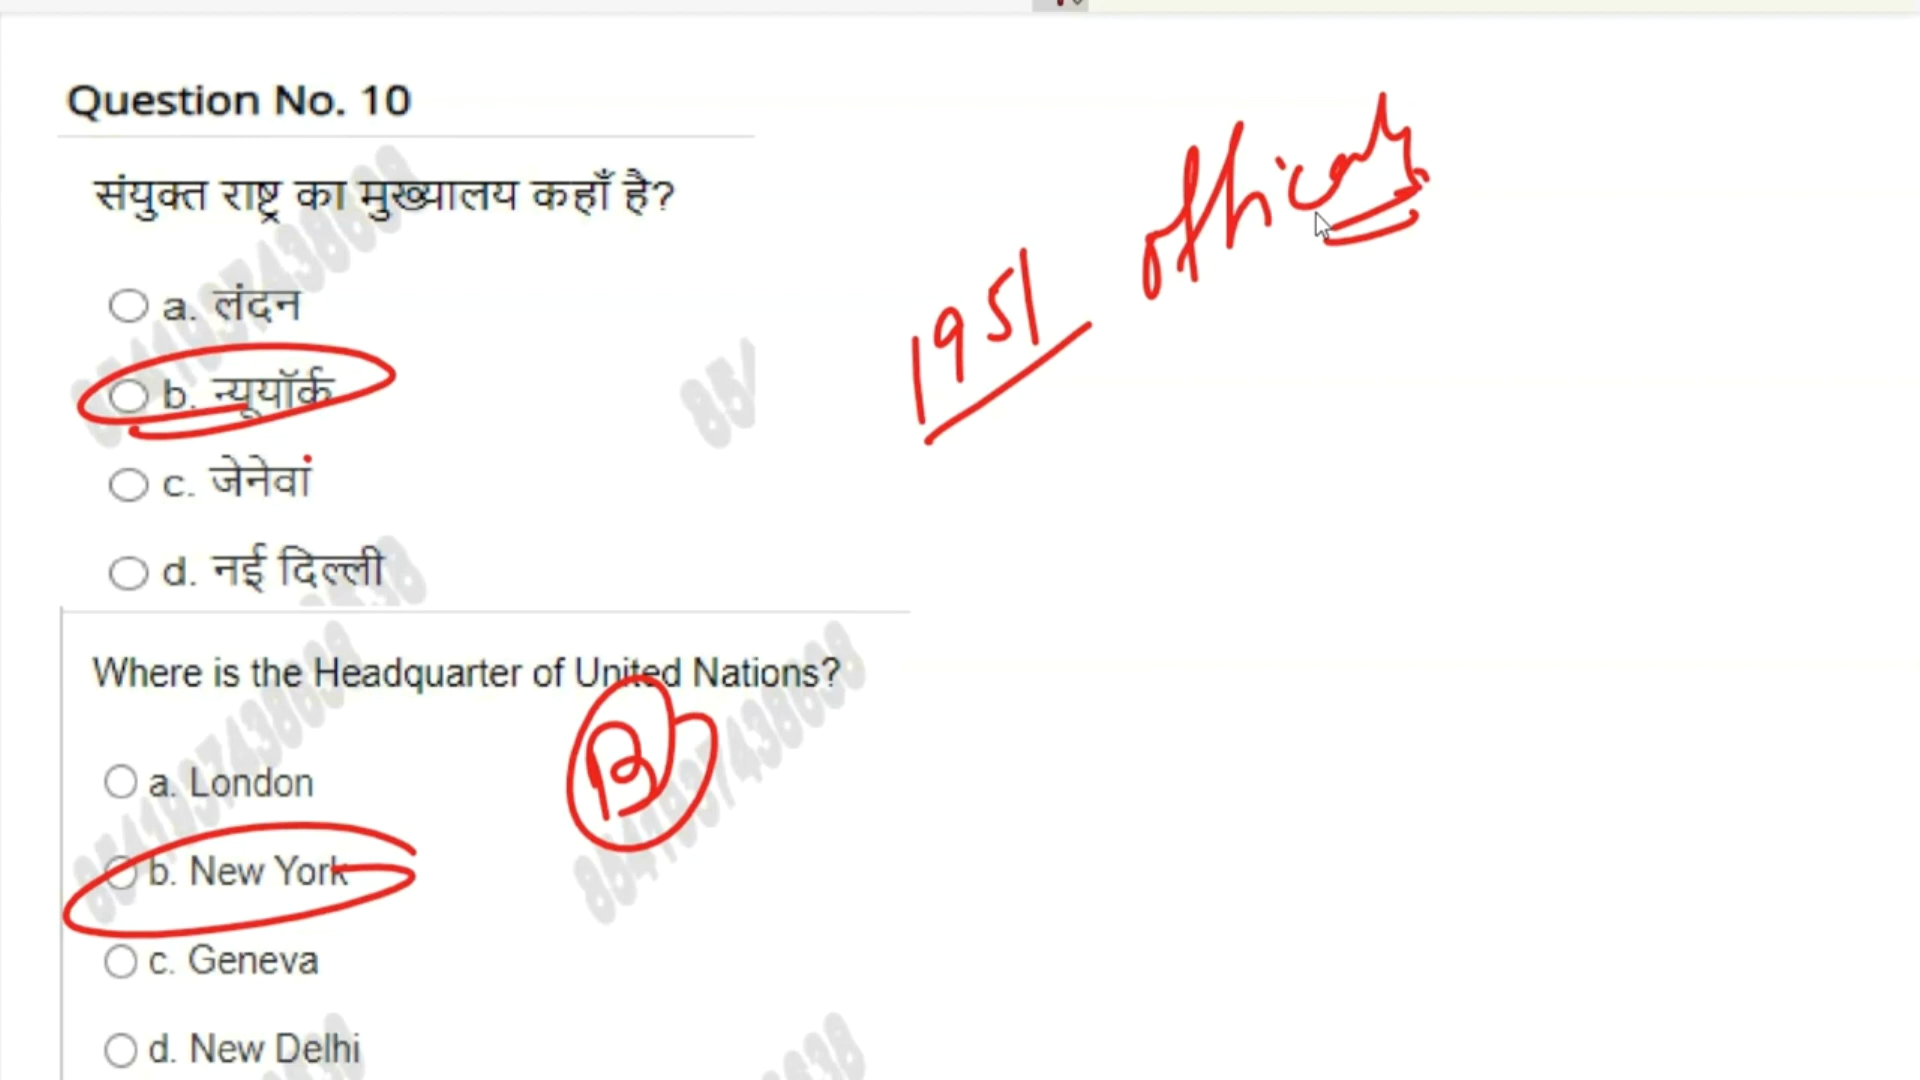 Question No. 10
संयुक्त राष्ट्र का मुख्यालय कहाँ है?
a. लंदन
b. न्यूयॉर्क
c. जेनेवा
d. नई दिल्ली
1951 officaly
Where is the Headquarter of United Nations?
B
a. London
b. New York
c. Geneva
d. New Delhi